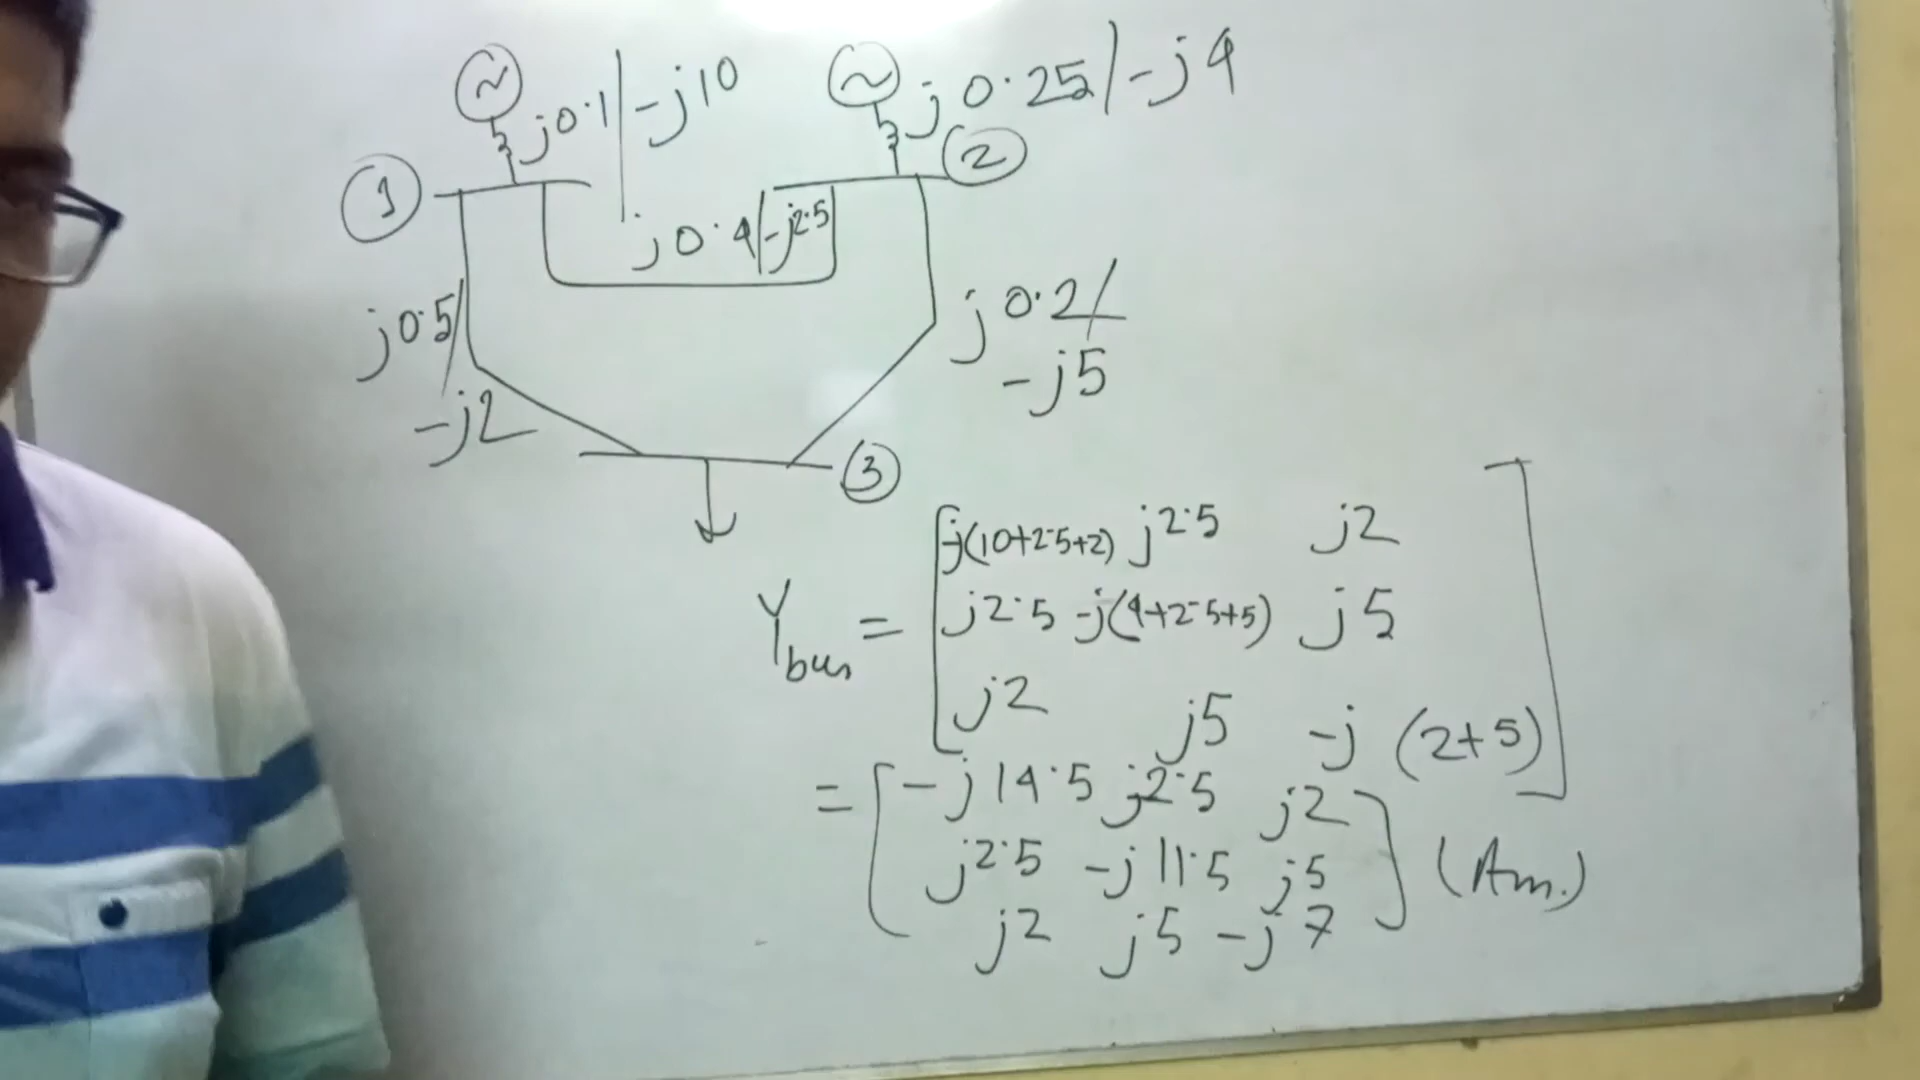 ~ j0.1/-j10 ~ j0.25/-j4
1 2
j0.4/-j2.5
j0.5/ j0.2/
-j2 -j5
3
-j(10+2.5+2) j2.5 j2
Ybus = j2.5 -j(4+2.5+5) j5
j2 j5 -j(2+5)
= -j14.5 j2.5 j2
j2.5 -j11.5 j5 (Ans.)
j2 j5 -j7